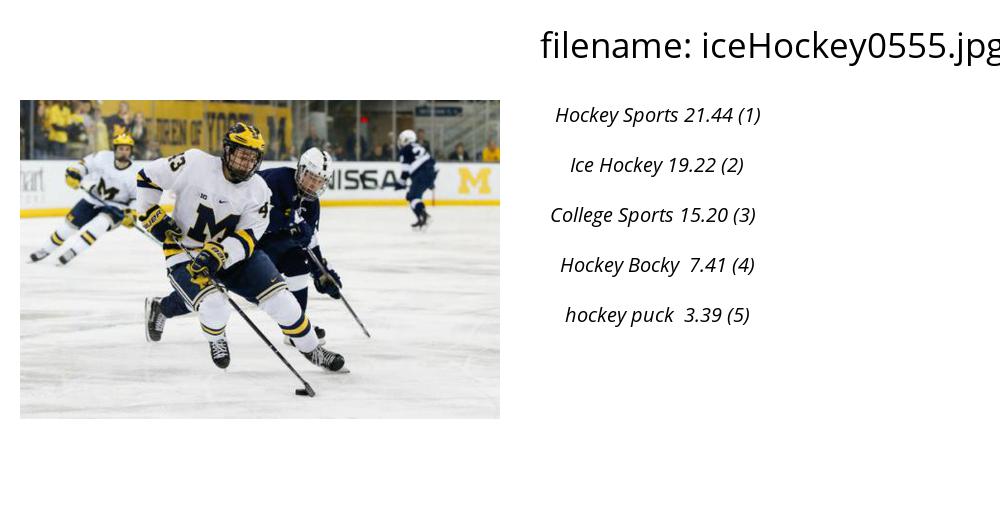 filename: iceHockey0555.jpg
Hockey Sports 21.44 (1)
Ice Hockey 19.22 (2)
College Sports 15.20 (3)
Hockey Bocky 7.41 (4)
hockey puck 3.39 (5)
M
NISSAN
M
M